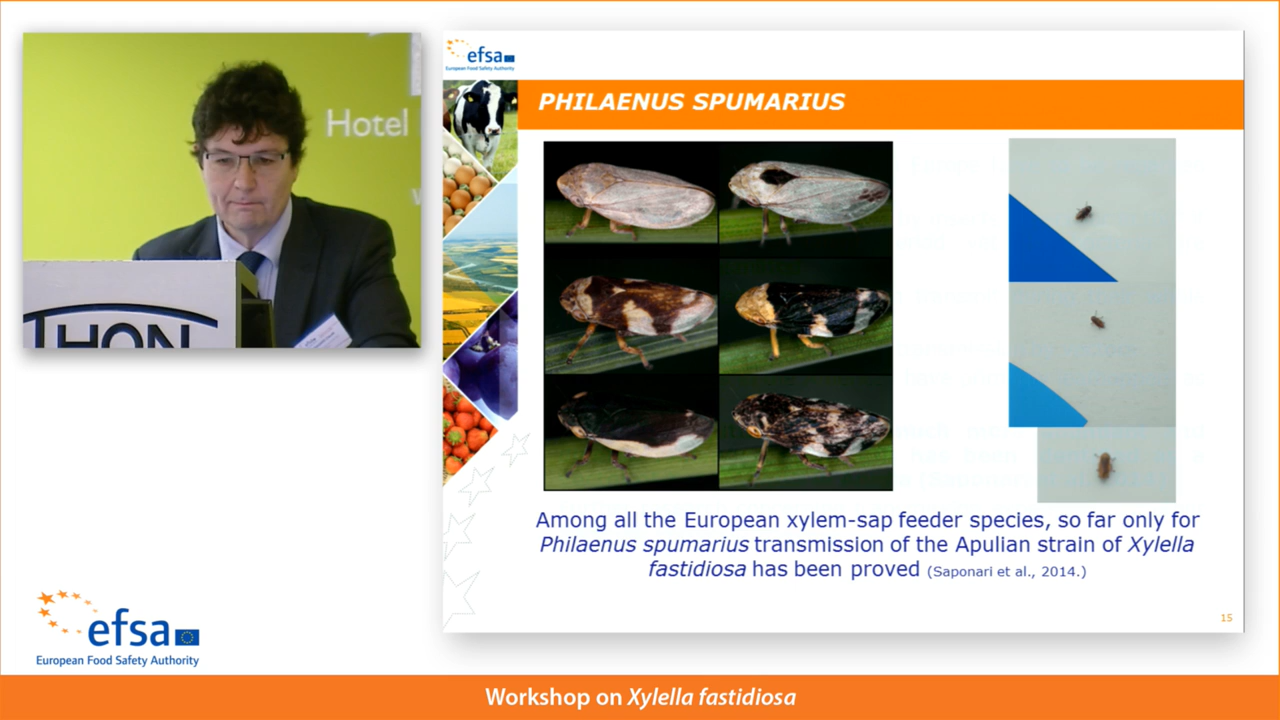 Hotel
THON
efsa
European Food Safety Authority
PHILAENUS SPUMARIUS
Among all the European xylem-sap feeder species, so far only for
Philaenus spumarius transmission of the Apulian strain of Xylella
fastidiosa has been proved (Saponari et al., 2014.)
15
efsa
European Food Safety Authority
Workshop on Xylella fastidiosa